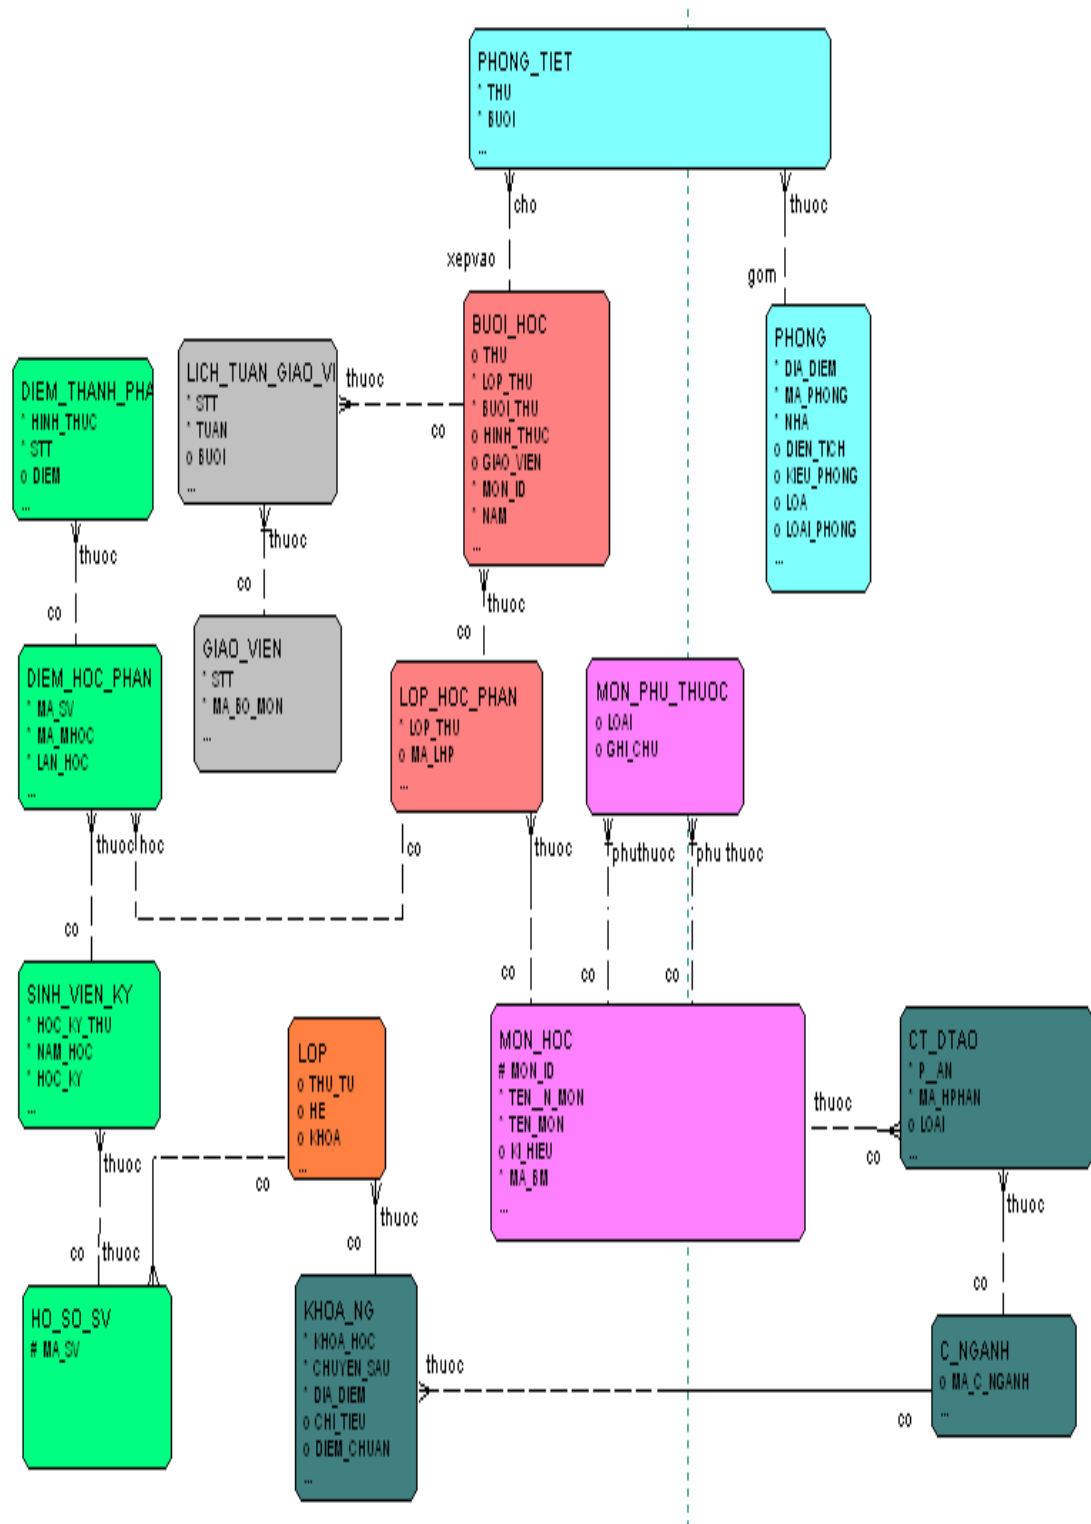 PHONG_TIET
* THU
* BUOI
...
cho
thuoc
xepvao
gom
BUOI_HOC
o THU
* LOP_THU
* BUOI_THU
o HINH_THUC
o GIAO_VIEN
* MON_ID
* NAM
...
PHONG
* DIA_DIEM
* MA_PHONG
* NHA
o DIEN_TICH
o KIEU_PHONG
o LOA
o LOAI_PHONG
...
LICH_TUAN_GIAO_VI
* STT
* TUAN
o BUOI
...
thuoc
co
DIEM_THANH_PHA
* HINH_THUC
* STT
o DIEM
...
thuoc
co
thuoc
co
thuoc
co
GIAO_VIEN
* STT
* MA_BO_MON
...
DIEM_HOC_PHAN
* MA_SV
* MA_MHOC
* LAN_HOC
...
LOP_HOC_PHAN
* LOP_THU
o MA_LHP
...
MON_PHU_THUOC
o LOAI
o GHI_CHU
thuoc
hoc
co
thuoc
phuthuoc
phu thuoc
co
co
co
co
SINH_VIEN_KY
* HOC_KY_THU
* NAM_HOC
* HOC_KY
...
LOP
o THU_TU
o HE
o KHOA
...
MON_HOC
# MON_ID
* TEN__N_MON
* TEN_MON
o KI_HIEU
* MA_BM
...
CT_DTAO
* P__AN
* MA_HPHAN
o LOAI
...
thuoc
co
thuoc
co
thuoc
co
thuoc
co
thuoc
co
HO_SO_SV
# MA_SV
KHOA_NG
* KHOA_HOC
* CHUYEN_SAU
* DIA_DIEM
o CHI_TIEU
o DIEM_CHUAN
...
thuoc
co
C_NGANH
o MA_C_NGANH
...